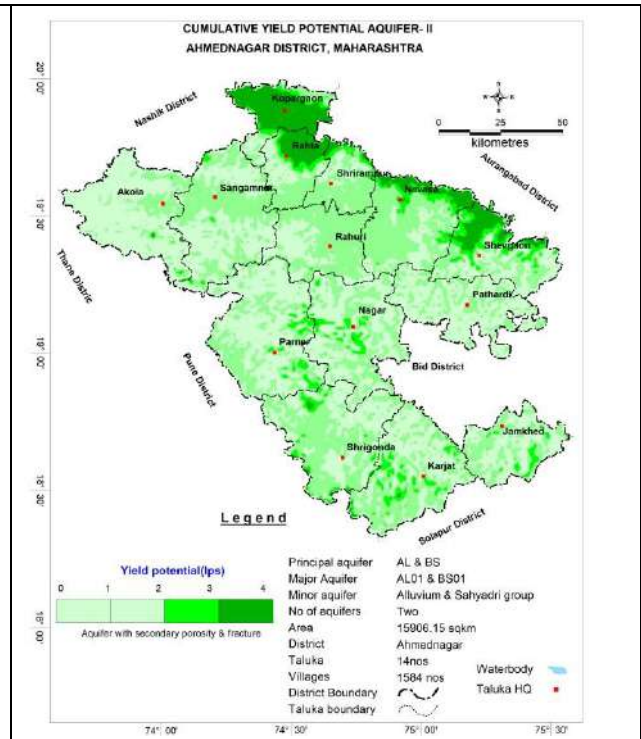 CUMULATIVE YIELD POTENTIAL AQUIFER- II
AHMEDNAGAR DISTRICT, MAHARASHTRA
20° 00'
19° 30'
19° 00'
18° 30'
18° 00'
Nashik District
Kopergaon
0 25 50
kilometres
Aurangabad District
Rahta
Akola
Sangamner
Shrirampur
Newasa
Rahuri
Shevgaon
Thane Distric
Pathardi
Nagar
Parner
Bid District
Pune District
Jamkhed
Shrigonda
Karjat
Solapur District
Legend
Yield potential(lps)
0 1 2 3 4
Aquifer with secondary porosity & fracture
Principal aquifer AL & BS
Major Aquifer AL01 & BS01
Minor aquifer Alluvium & Sahyadri group
No of aquifers Two
Area 15906.15 sqkm
District Ahmednagar
Taluka 14nos
Villages 1584 nos
District Boundary
Taluka boundary
Waterbody
Taluka HQ
74° 00' 74° 30' 75° 00' 75° 30'